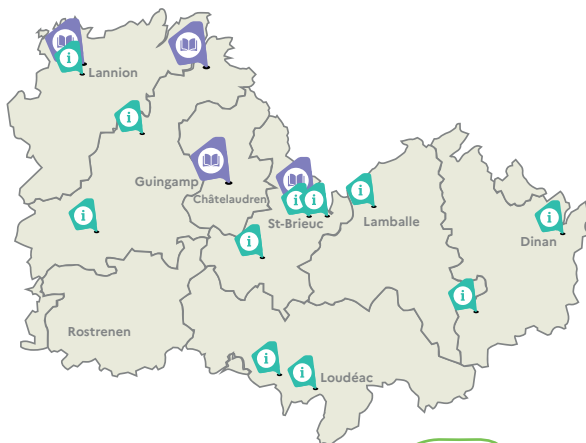 Lannion
Guingamp
Châtelaudren
St-Brieuc
Lamballe
Dinan
Rostrenen
Loudéac